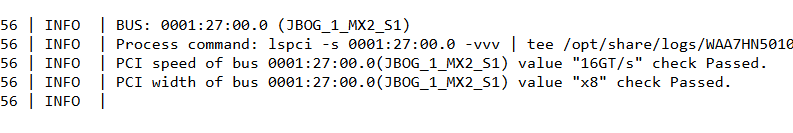 56 | INFO | BUS: 0001:27:00.0 (JBOG_1_MX2_S1)
56 | INFO | Process command: lspci -s 0001:27:00.0 -vvv | tee /opt/share/logs/WAA7HN5010
56 | INFO | PCI speed of bus 0001:27:00.0(JBOG_1_MX2_S1) value "16GT/s" check Passed.
56 | INFO | PCI width of bus 0001:27:00.0(JBOG_1_MX2_S1) value "x8" check Passed.
56 | INFO |